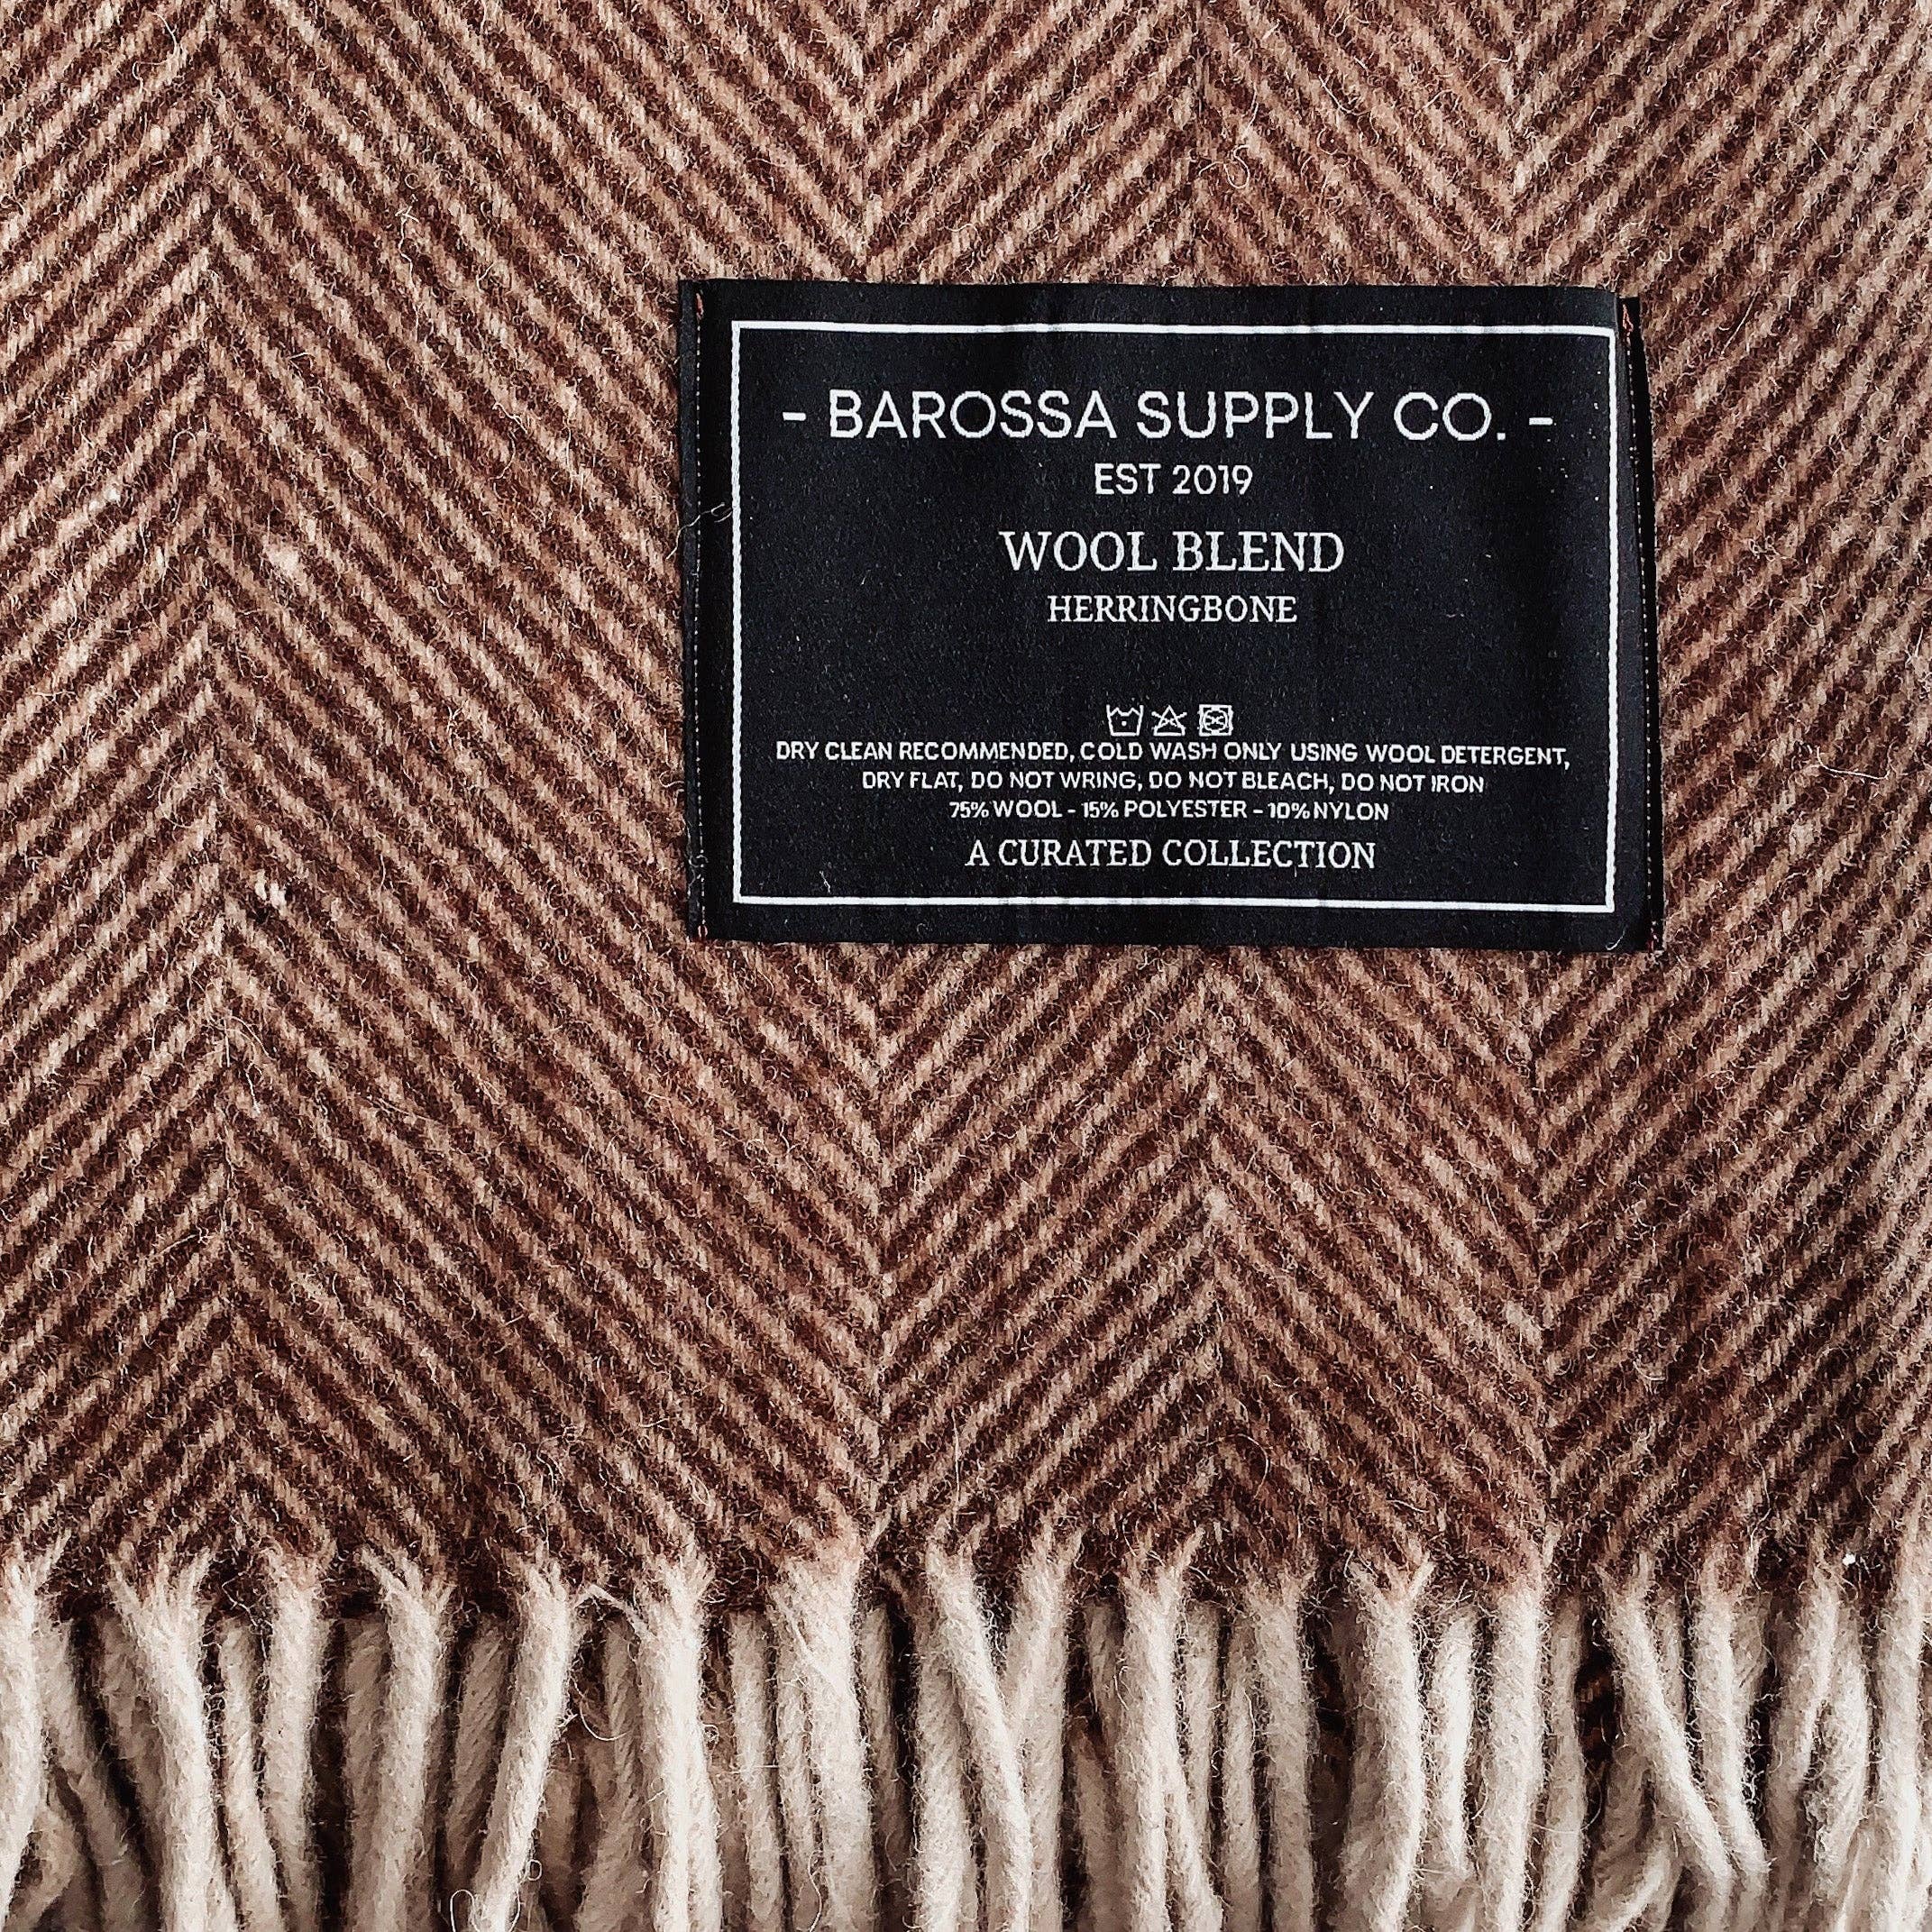 - BAROSSA SUPPLY CO. -
EST 2019
WOOL BLEND
HERRINGBONE
DRY CLEAN RECOMMENDED, COLD WASH ONLY USING WOOL DETERGENT,
DRY FLAT, DO NOT WRING, DO NOT BLEACH, DO NOT IRON
75% WOOL - 15% POLYESTER - 10% NYLON
A CURATED COLLECTION